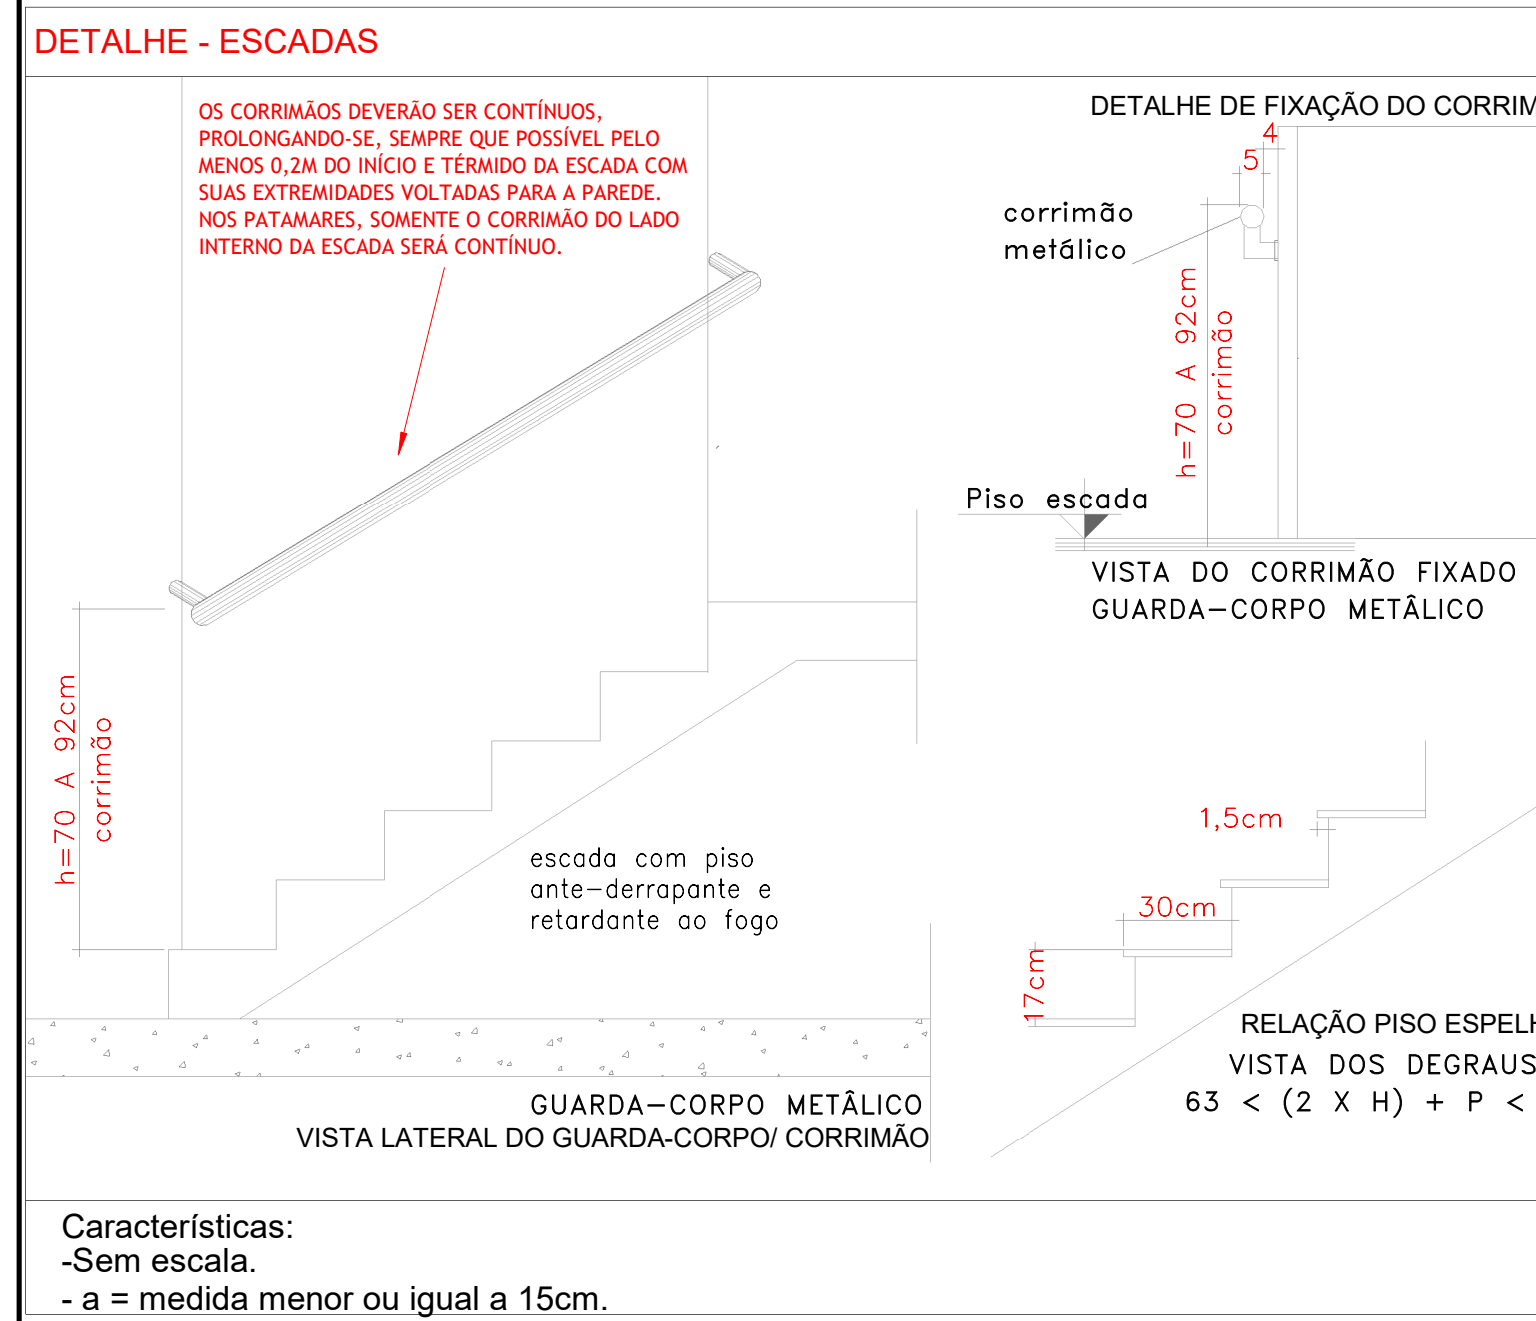 DETALHE - ESCADAS
OS CORRIMÃOS DEVERÃO SER CONTÍNUOS,
PROLONGANDO-SE, SEMPRE QUE POSSÍVEL PELO
MENOS 0,2M DO INÍCIO E TÉRMIDO DA ESCADA COM
SUAS EXTREMIDADES VOLTADAS PARA A PAREDE.
NOS PATAMARES, SOMENTE O CORRIMÃO DO LADO
INTERNO DA ESCADA SERÁ CONTÍNUO.
h=70 A 92cm
corrimão
escada com piso
ante-derrapante e
retardante ao fogo
GUARDA-CORPO METÂLICO
VISTA LATERAL DO GUARDA-CORPO/ CORRIMÃO
DETALHE DE FIXAÇÃO DO CORRIM
4
5
corrimão
metálico
h=70 A 92cm
corrimão
Piso escada
VISTA DO CORRIMÃO FIXADO
GUARDA-CORPO METÂLICO
1,5cm
30cm
17cm
RELAÇÃO PISO ESPELH
VISTA DOS DEGRAUS
63 < (2 X H) + P <
Características:
-Sem escala.
- a = medida menor ou igual a 15cm.